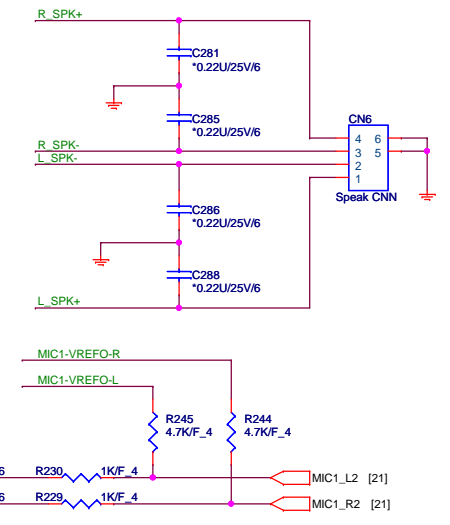 R_SPK+
C281
*0.22U/25V/6
C285
*0.22U/25V/6
CN6
R_SPK-
L_SPK-
4 6
3 5
2
1
Speak CNN
C286
*0.22U/25V/6
C288
*0.22U/25V/6
L_SPK+
MIC1-VREFO-R
MIC1-VREFO-L
R245
4.7K/F_4
R244
4.7K/F_4
6 R230 1K/F_4
MIC1_L2 [21]
6 R229 1K/F_4
MIC1_R2 [21]